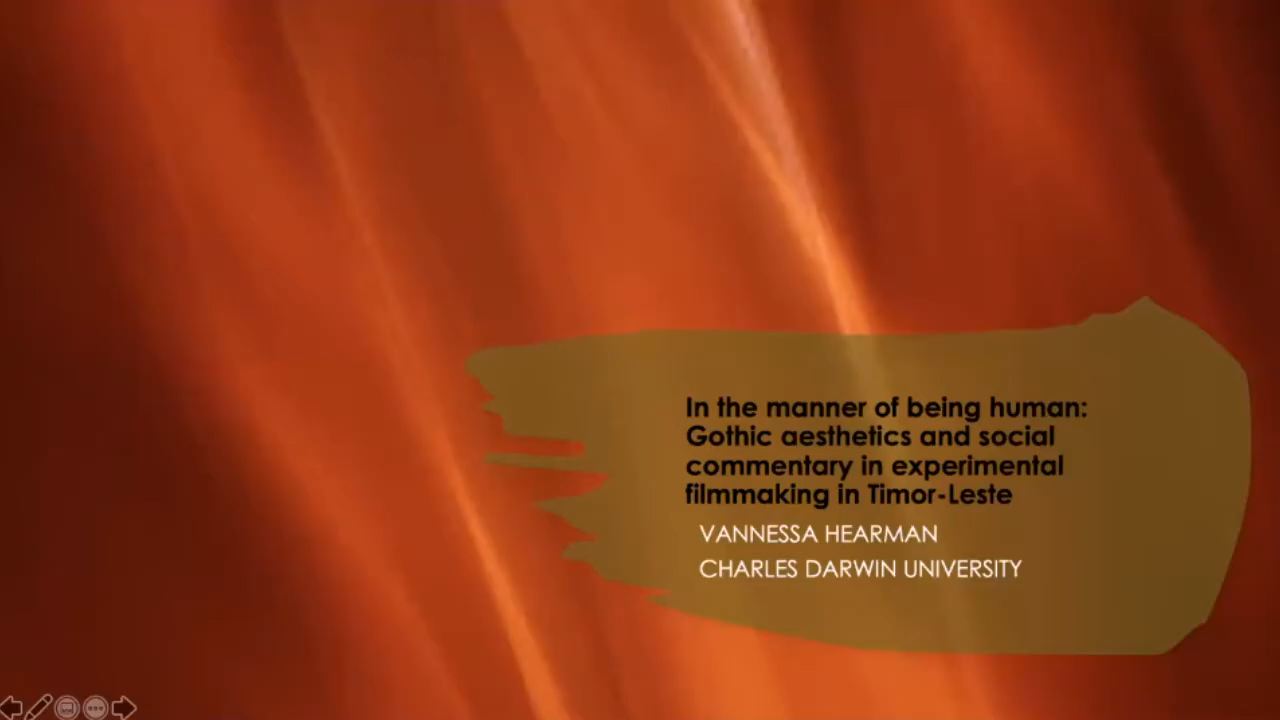 In the manner of being human:
Gothic aesthetics and social
commentary in experimental
filmmaking in Timor-Leste
VANNESSA HEARMAN
CHARLES DARWIN UNIVERSITY